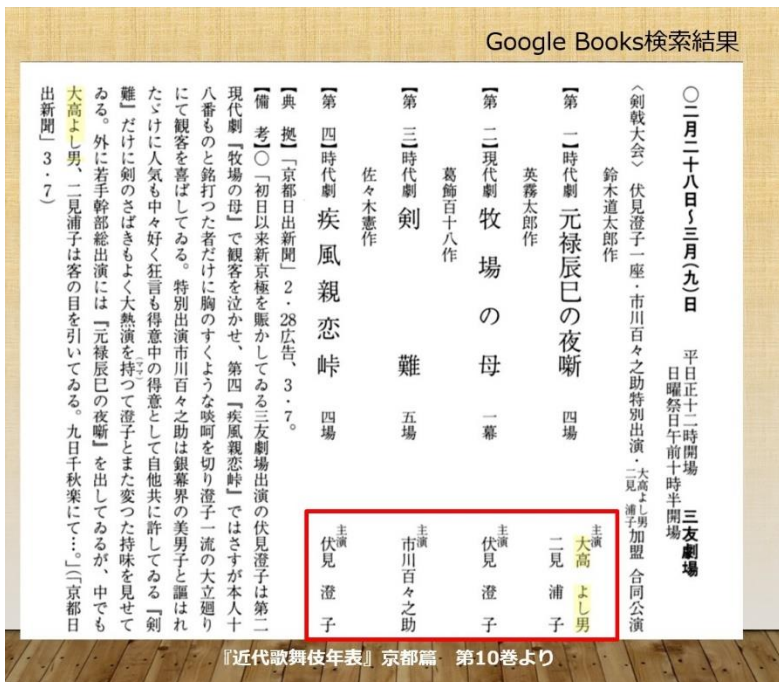 Google Books検索結果
〇二月二十八日～三月(九)日 平日正十二時開場 三友劇場
日曜祭日午前十時半開場
〈剣戟大会〉 伏見澄子一座・市川百々之助特別出演・大高よし男 二見浦子加盟 合同公演
鈴木道太郎作
【第 一】時代劇 元禄辰巳の夜噺 四場 主演 大高 よし男
二見 浦子
英霧太郎作
【第 二】現代劇 牧場の母 一幕 主演 伏見澄子
葛飾百十八作
【第 三】時代劇 剣難 五場 主演 市川百々之助
佐々木憲作
【第 四】時代劇 疾風親恋峠 四場 主演 伏見澄子
【典 拠】「京都日出新聞」2・28広告、3・7。
【備 考】〇「初日以来新京極を賑かしてゐる三友劇場出演の伏見澄子は第二
現代劇『牧場の母』で観客を泣かせ、第四『疾風親恋峠』ではさすが本人十
八番ものと銘打つた者だけに胸のすくような啖呵を切り澄子一流の大立廻り
にて観客を喜ばしてゐる。特別出演市川百々之助は銀幕界の美男子と謳はれ
たゞけに人気も中々好く狂言も得意中の得意として自他共に許してゐる『剣
難』だけに剣のさばきもよく大熱演を持つて(ママ)澄子とまた変つた持味を見せて
ゐる。外に若手幹部総出演には『元禄辰巳の夜噺』を出してゐるが、中でも
大高よし男、二見浦子は客の目を引いてゐる。九日千秋楽にて…。」(「京都日
出新聞」3・7)
『近代歌舞伎年表』京都篇 第10巻より